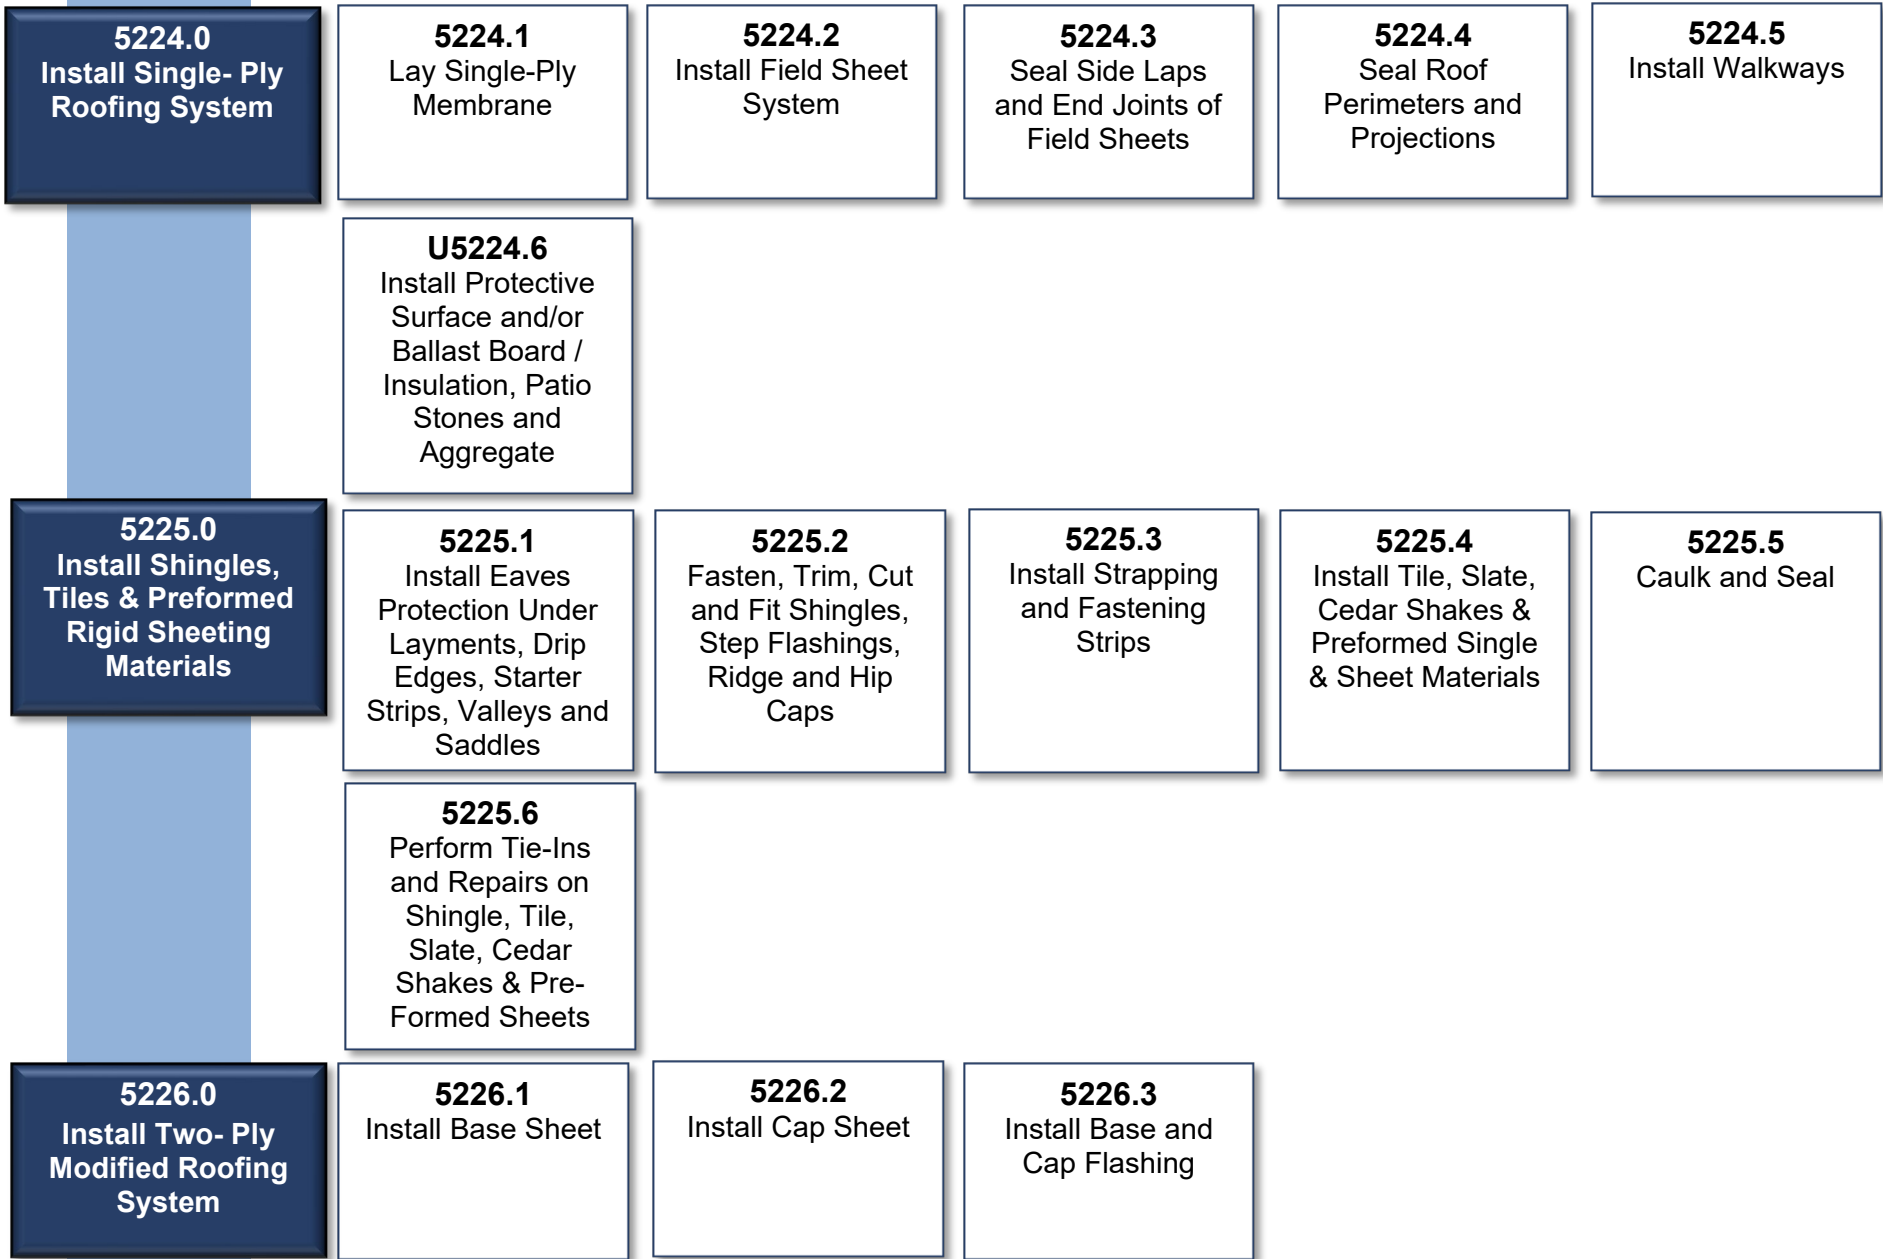 5224.0
Install Single- Ply
Roofing System
5224.1
Lay Single-Ply
Membrane
5224.2
Install Field Sheet
System
5224.3
Seal Side Laps
and End Joints of
Field Sheets
5224.4
Seal Roof
Perimeters and
Projections
5224.5
Install Walkways
U5224.6
Install Protective
Surface and/or
Ballast Board /
Insulation, Patio
Stones and
Aggregate
5225.0
Install Shingles,
Tiles & Preformed
Rigid Sheeting
Materials
5225.1
Install Eaves
Protection Under
Layments, Drip
Edges, Starter
Strips, Valleys and
Saddles
5225.2
Fasten, Trim, Cut
and Fit Shingles,
Step Flashings,
Ridge and Hip
Caps
5225.3
Install Strapping
and Fastening
Strips
5225.4
Install Tile, Slate,
Cedar Shakes &
Preformed Single
& Sheet Materials
5225.5
Caulk and Seal
5225.6
Perform Tie-Ins
and Repairs on
Shingle, Tile,
Slate, Cedar
Shakes & Pre-
Formed Sheets
5226.0
Install Two- Ply
Modified Roofing
System
5226.1
Install Base Sheet
5226.2
Install Cap Sheet
5226.3
Install Base and
Cap Flashing